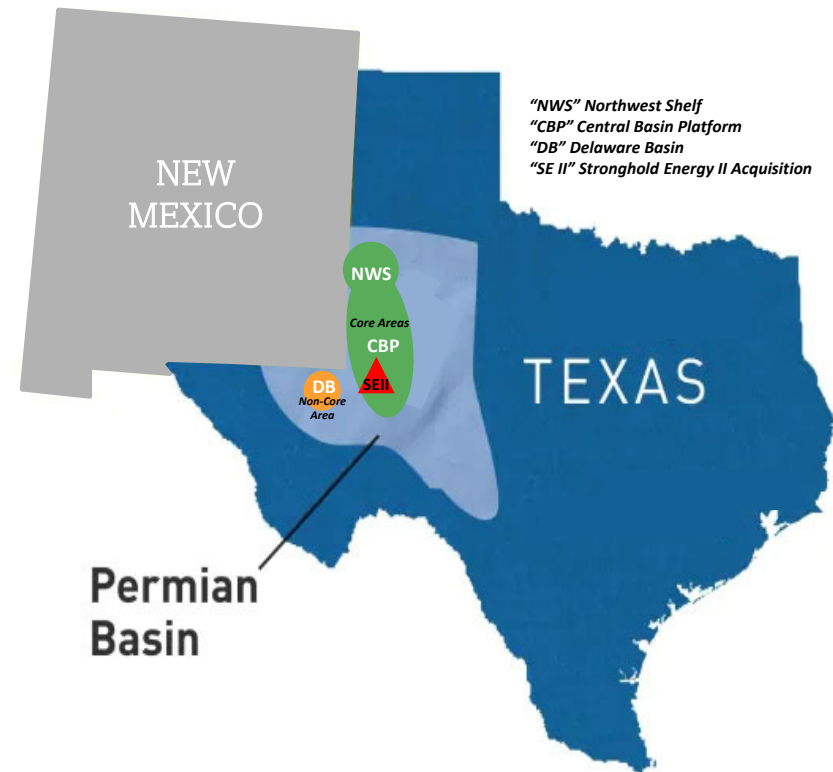 “NWS” Northwest Shelf
“CBP” Central Basin Platform
“DB” Delaware Basin
“SE II” Stronghold Energy II Acquisition
NEW
MEXICO
NWS
Core Areas
CBP
SEII
DB
Non-Core
Area
TEXAS
Permian
Basin